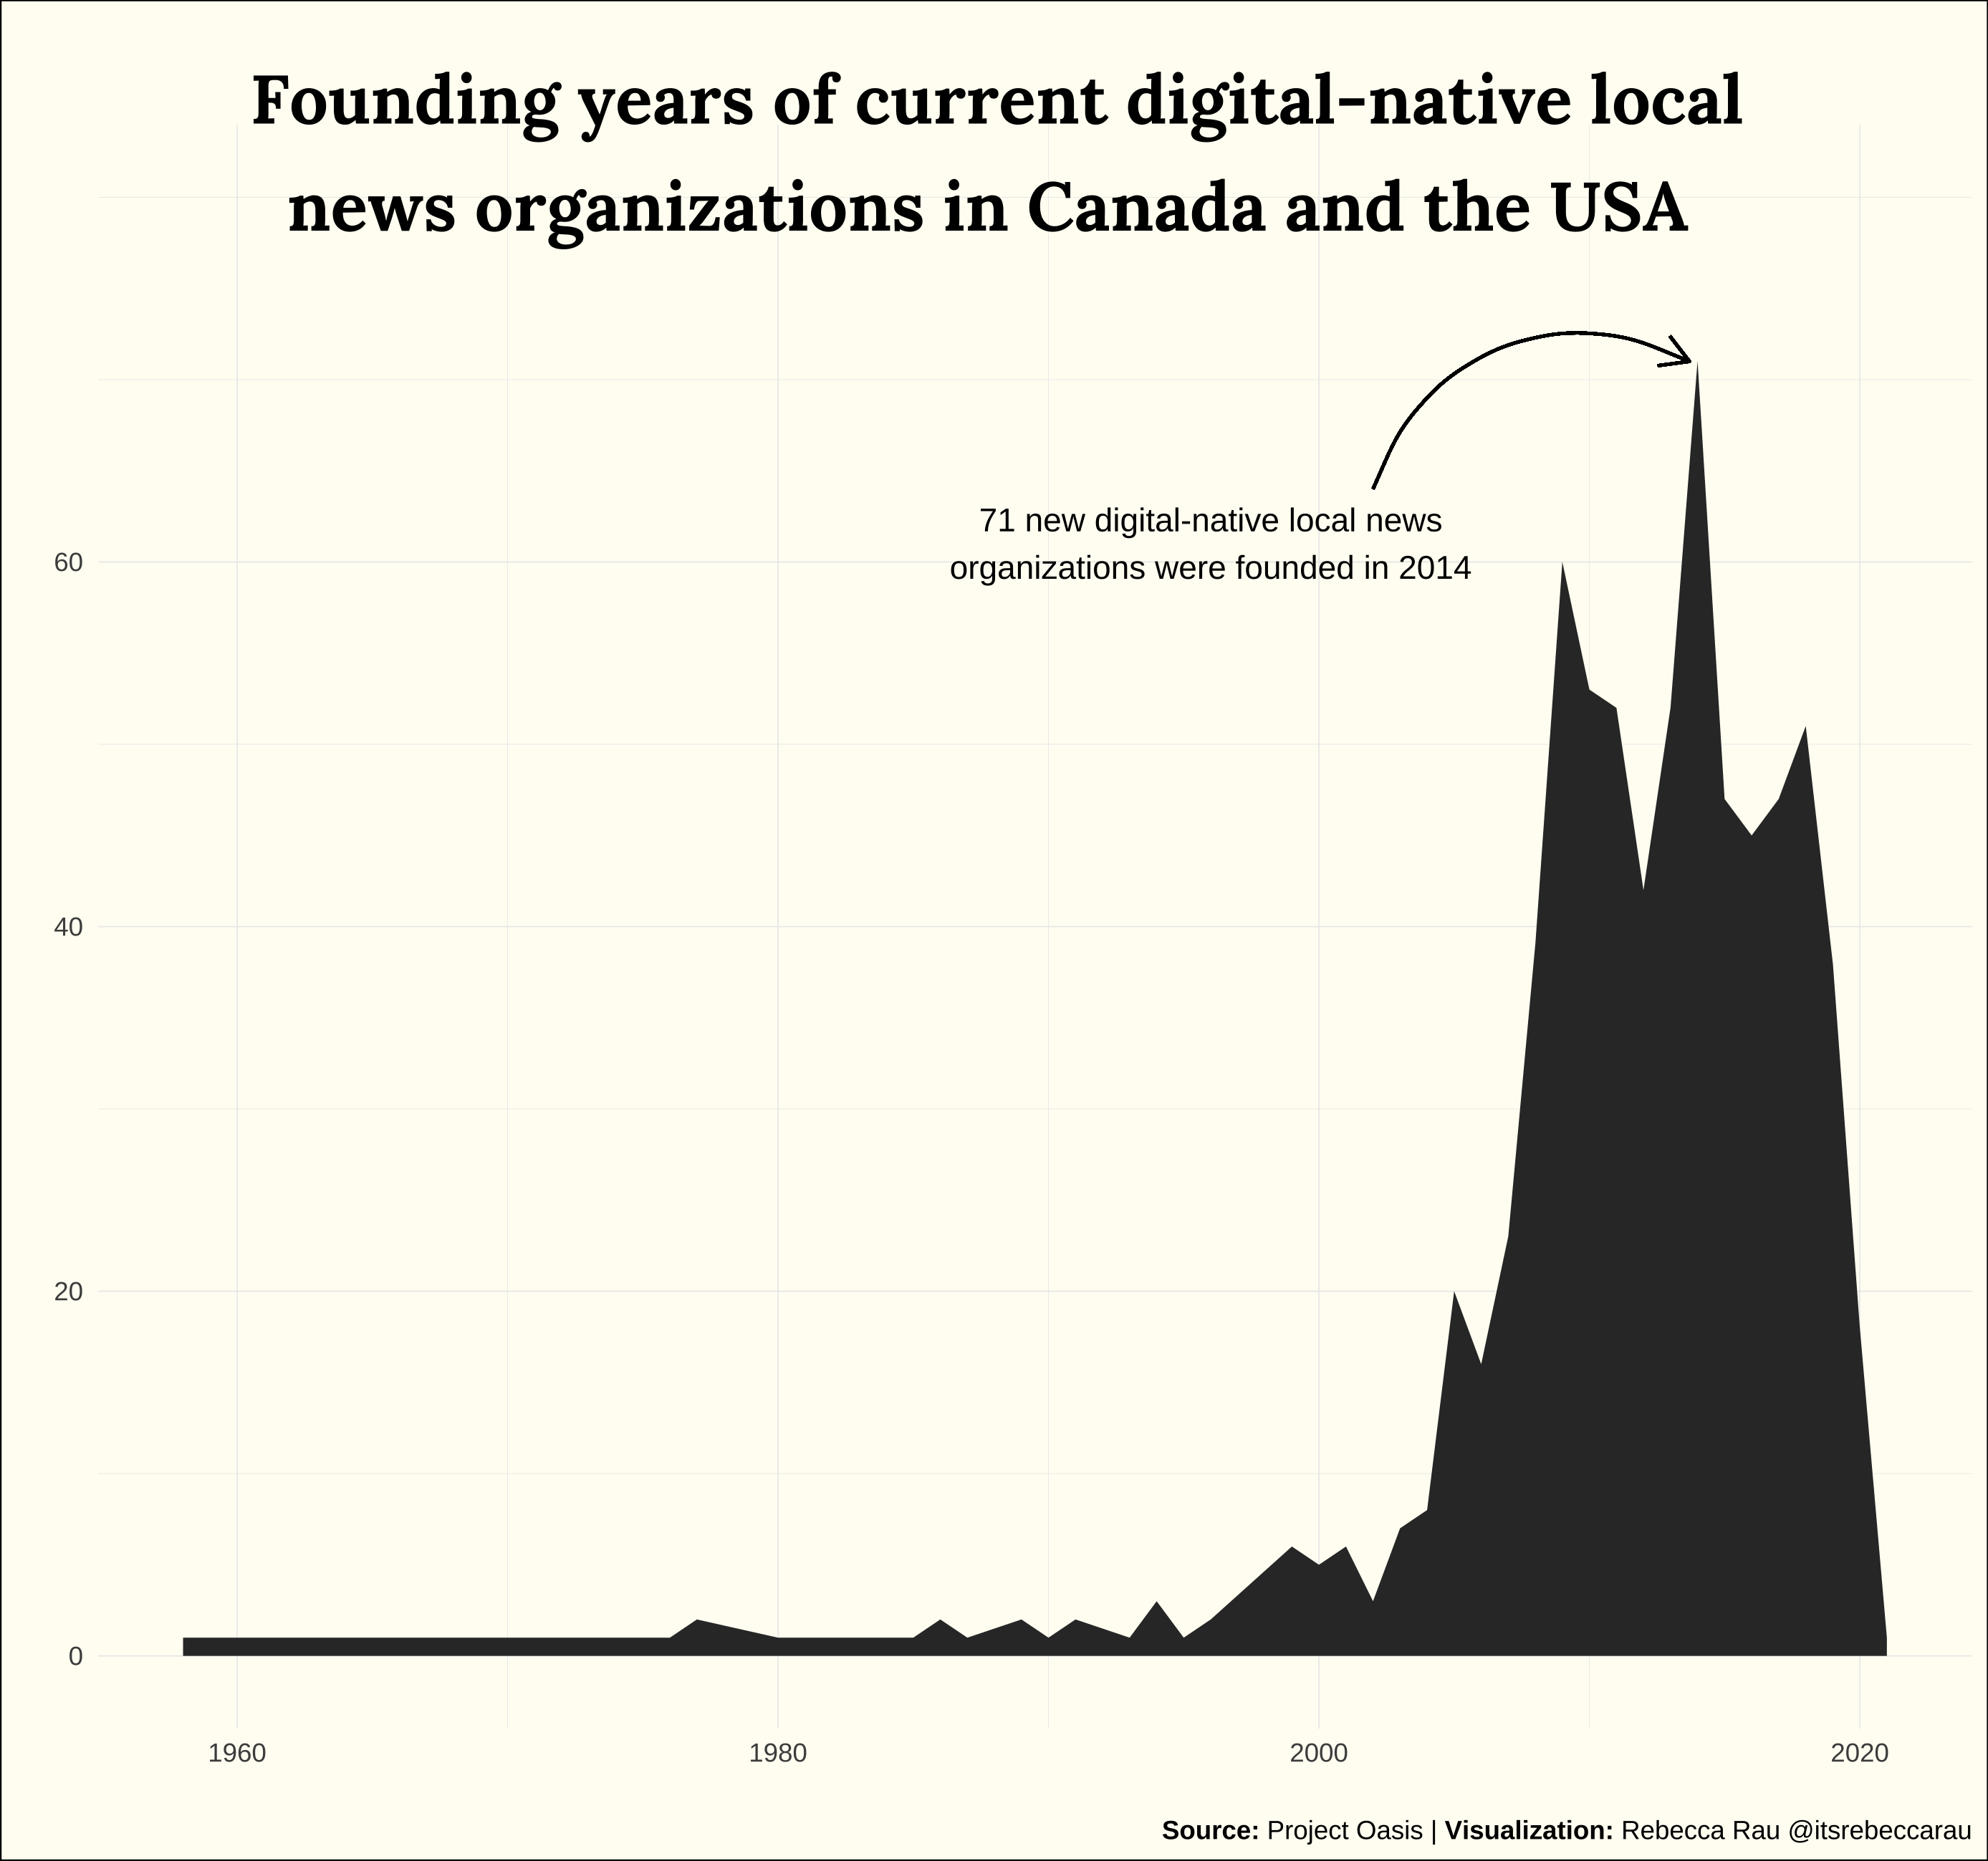 Founding years of current digital-native local
news organizations in Canada and the USA
71 new digital-native local news
organizations were founded in 2014
60
40
20
0
1960 1980 2000 2020
Source: Project Oasis | Visualization: Rebecca Rau @itsrebeccarau